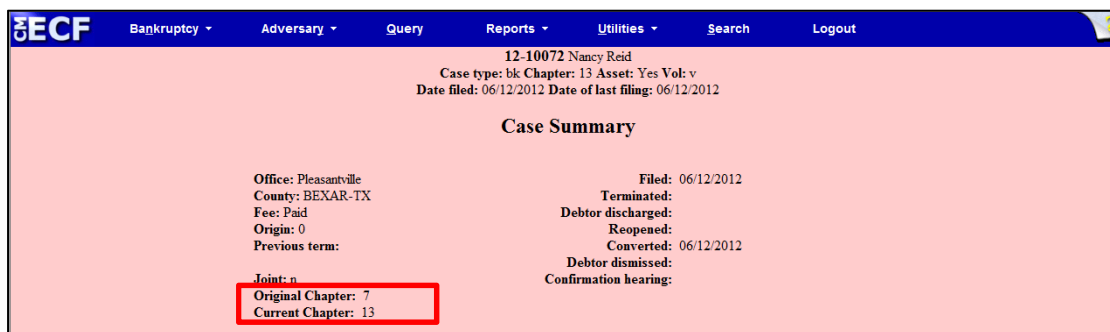 CM ECF Bankruptcy Adversary Query Reports Utilities Search Logout ?
12-10072 Nancy Reid
Case type: bk Chapter: 13 Asset: Yes Vol: v
Date filed: 06/12/2012 Date of last filing: 06/12/2012
Case Summary
Office: Pleasantville Filed: 06/12/2012
County: BEXAR-TX Terminated:
Fee: Paid Debtor discharged:
Origin: 0 Reopened:
Previous term: Converted: 06/12/2012
Debtor dismissed:
Joint: n Confirmation hearing:
Original Chapter: 7
Current Chapter: 13